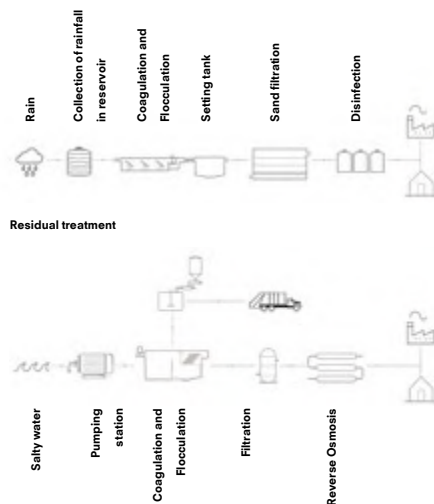 Rain
Collection of rainfall
in reservoir
Coagulation and
Flocculation
Setting tank
Sand filtration
Disinfection
Residual treatment
Salty water
Pumping
station
Coagulation and
Flocculation
Filtration
Reverse Osmosis